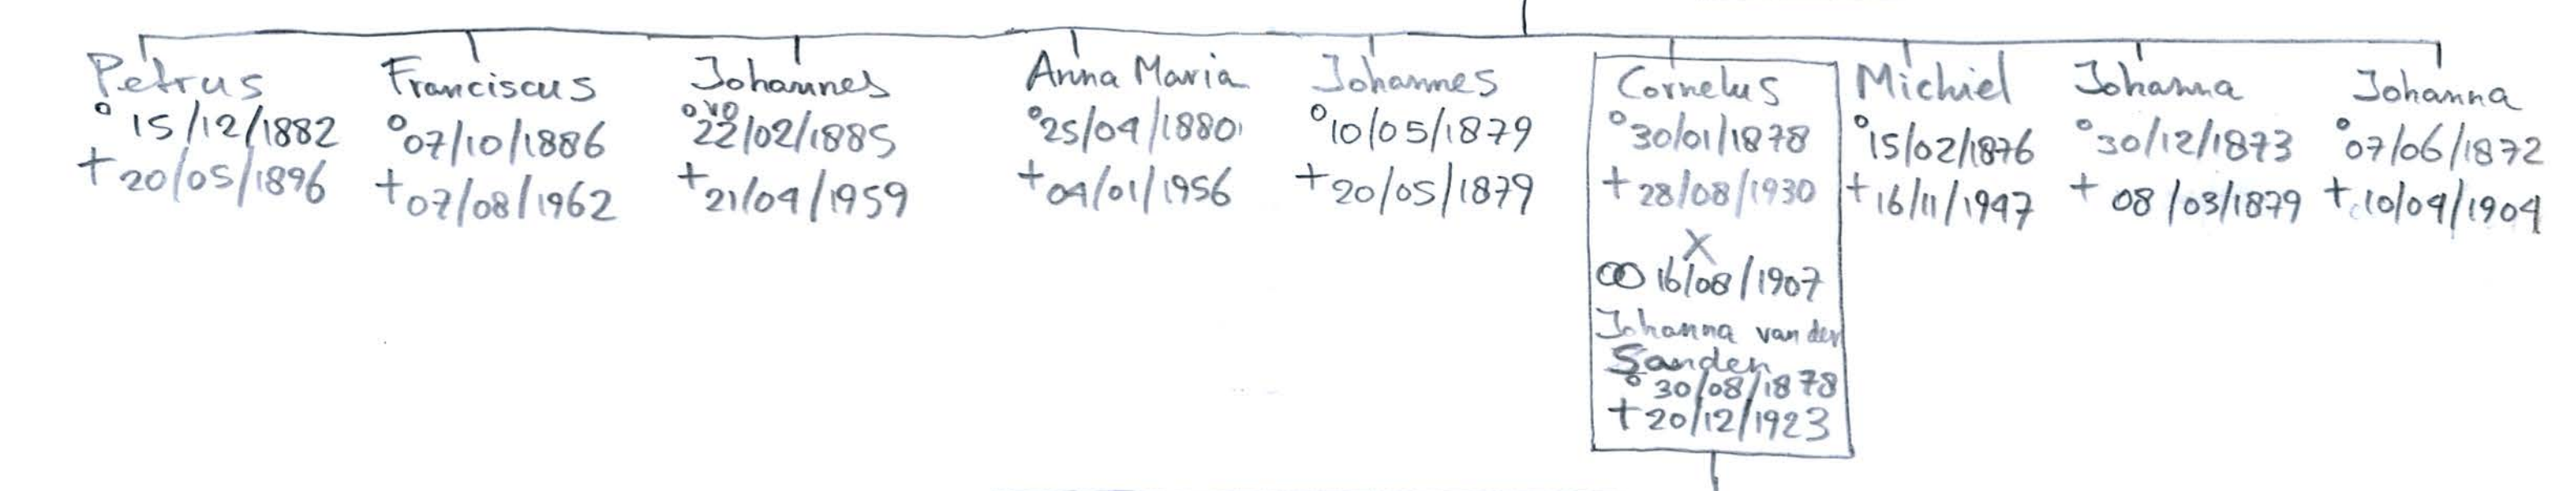 Petrus
° 15/12/1882
+ 20/05/1896
Franciscus
° 07/10/1886
+ 07/08/1962
Johannes
° 22/02/1885
+ 21/04/1959
Anna Maria
° 25/04/1880
+ 04/01/1956
Johannes
° 10/05/1879
+ 20/05/1879
Cornelus
° 30/01/1878
+ 28/08/1930
X
∞ 16/08/1907
Johanna van der
Sanden
° 30/08/1878
+ 20/12/1923
Michiel
° 15/02/1876
+ 16/11/1947
Johanna
° 30/12/1873
+ 08/03/1879
Johanna
° 07/06/1872
+ 10/04/1904